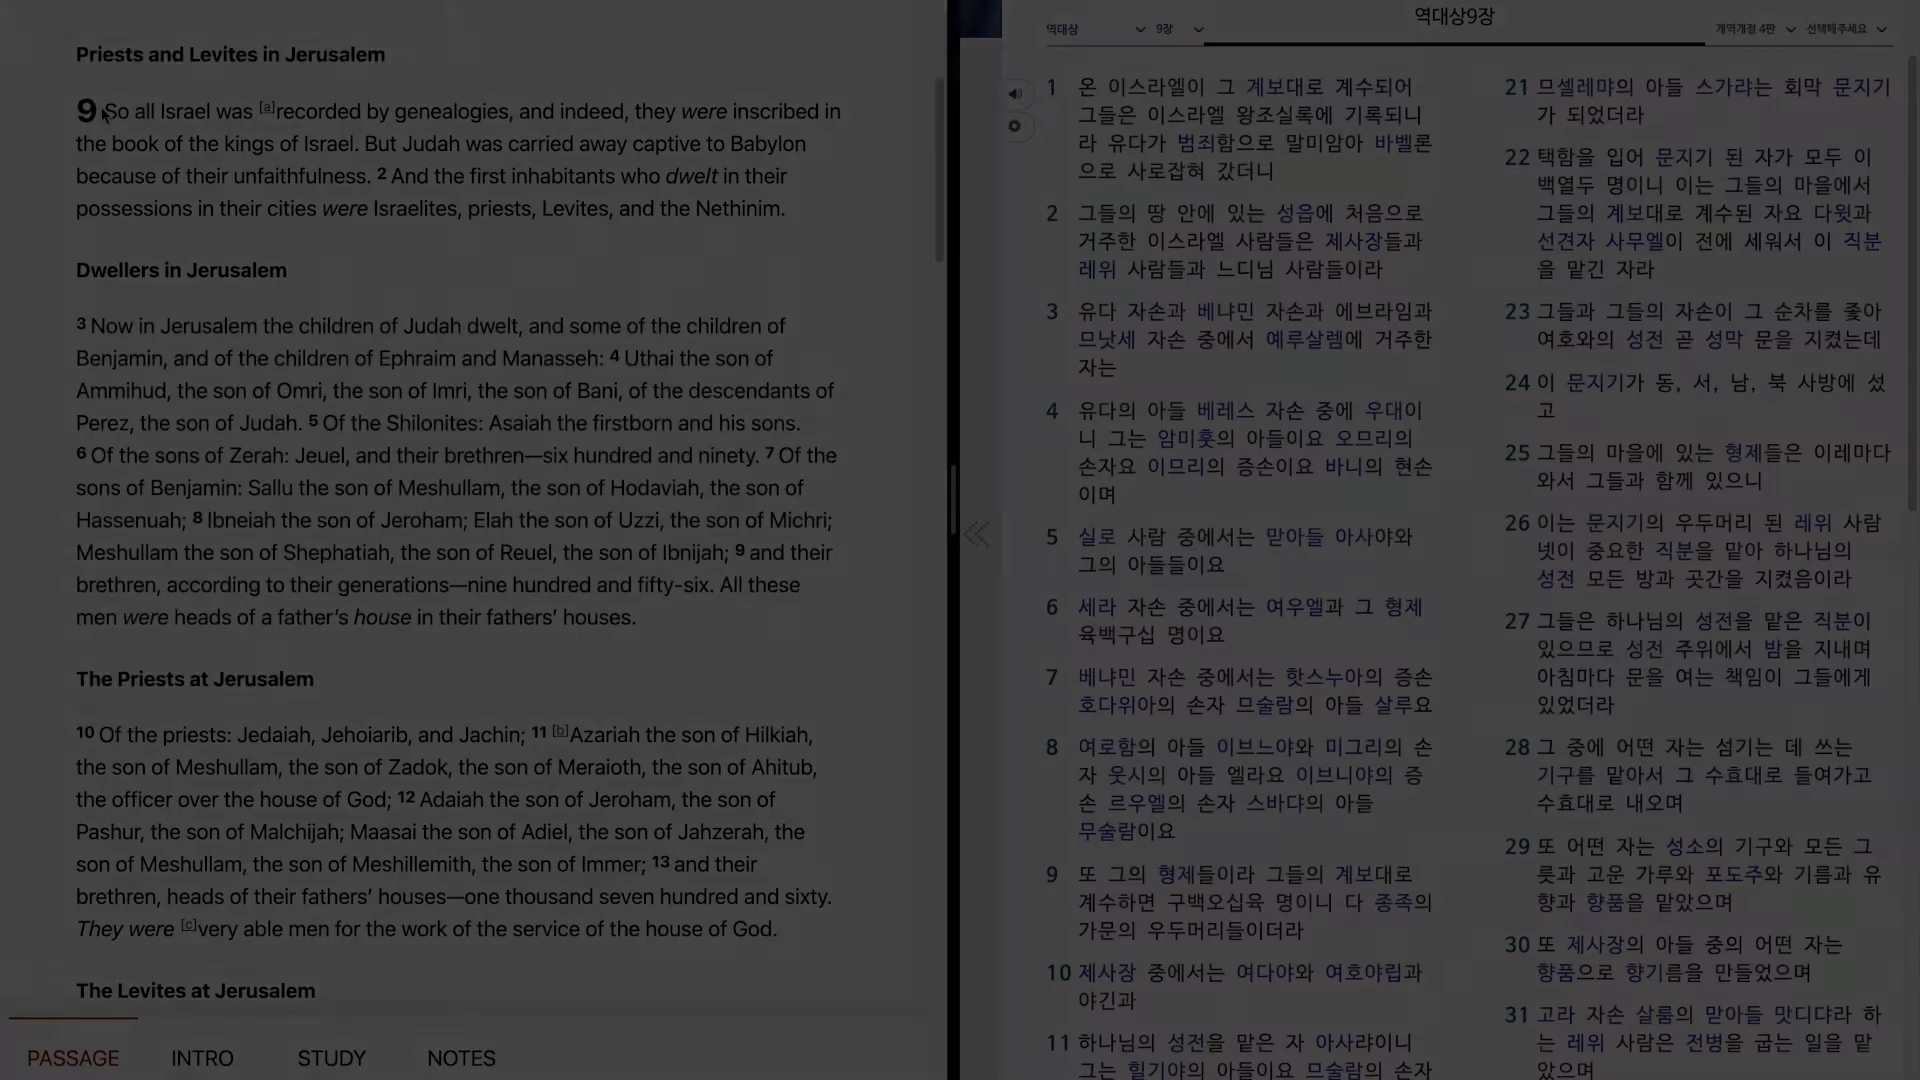 Priests and Levites in Jerusalem
9 So all Israel was [a]recorded by genealogies, and indeed, they were inscribed in
the book of the kings of Israel. But Judah was carried away captive to Babylon
because of their unfaithfulness. 2 And the first inhabitants who dwelt in their
possessions in their cities were Israelites, priests, Levites, and the Nethinim.
Dwellers in Jerusalem
3 Now in Jerusalem the children of Judah dwelt, and some of the children of
Benjamin, and of the children of Ephraim and Manasseh: 4 Uthai the son of
Ammihud, the son of Omri, the son of Imri, the son of Bani, of the descendants of
Perez, the son of Judah. 5 Of the Shilonites: Asaiah the firstborn and his sons.
6 Of the sons of Zerah: Jeuel, and their brethren—six hundred and ninety. 7 Of the
sons of Benjamin: Sallu the son of Meshullam, the son of Hodaviah, the son of
Hassenuah; 8 Ibneiah the son of Jeroham; Elah the son of Uzzi, the son of Michri;
Meshullam the son of Shephatiah, the son of Reuel, the son of Ibnijah; 9 and their
brethren, according to their generations—nine hundred and fifty-six. All these
men were heads of a father's house in their fathers' houses.
The Priests at Jerusalem
10 Of the priests: Jedaiah, Jehoiarib, and Jachin; 11 [b]Azariah the son of Hilkiah,
the son of Meshullam, the son of Zadok, the son of Meraioth, the son of Ahitub,
the officer over the house of God; 12 Adaiah the son of Jeroham, the son of
Pashur, the son of Malchijah; Maasai the son of Adiel, the son of Jahzerah, the
son of Meshullam, the son of Meshillemith, the son of Immer; 13 and their
brethren, heads of their fathers' houses—one thousand seven hundred and sixty.
They were [c]very able men for the work of the service of the house of God.
The Levites at Jerusalem
PASSAGE INTRO STUDY NOTES
역대상9장
역대상 9장 개역개정 4판 선택해주세요
1 온 이스라엘이 그 계보대로 계수되어
그들은 이스라엘 왕조실록에 기록되니
라 유다가 범죄함으로 말미암아 바벨론
으로 사로잡혀 갔더니
2 그들의 땅 안에 있는 성읍에 처음으로
거주한 이스라엘 사람들은 제사장들과
레위 사람들과 느디님 사람들이라
3 유다 자손과 베냐민 자손과 에브라임과
므낫세 자손 중에서 예루살렘에 거주한
자는
4 유다의 아들 베레스 자손 중에 우대이
니 그는 암미훗의 아들이요 오므리의
손자요 이므리의 증손이요 바니의 현손
이며
5 실로 사람 중에서는 맏아들 아사야와
그의 아들들이요
6 세라 자손 중에서는 여우엘과 그 형제
육백구십 명이요
7 베냐민 자손 중에서는 핫스누아의 증손
호다위아의 손자 므술람의 아들 살루요
8 여로함의 아들 이브느야와 미그리의 손
자 웃시의 아들 엘라요 이브니야의 증
손 르우엘의 손자 스바댜의 아들
무술람이요
9 또 그의 형제들이라 그들의 계보대로
계수하면 구백오십육 명이니 다 종족의
가문의 우두머리들이더라
10 제사장 중에서는 여다야와 여호야립과
야긴과
11 하나님의 성전을 맡은 자 아사랴이니
그는 힐기야의 아들이요 므술람의 손자
21 므셀레먀의 아들 스가랴는 회막 문지기
가 되었더라
22 택함을 입어 문지기 된 자가 모두 이
백열두 명이니 이는 그들의 마을에서
그들의 계보대로 계수된 자요 다윗과
선견자 사무엘이 전에 세워서 이 직분
을 맡긴 자라
23 그들과 그들의 자손이 그 순차를 좇아
여호와의 성전 곧 성막 문을 지켰는데
24 이 문지기가 동, 서, 남, 북 사방에 섰
고
25 그들의 마을에 있는 형제들은 이레마다
와서 그들과 함께 있으니
26 이는 문지기의 우두머리 된 레위 사람
넷이 중요한 직분을 맡아 하나님의
성전 모든 방과 곳간을 지켰음이라
27 그들은 하나님의 성전을 맡은 직분이
있으므로 성전 주위에서 밤을 지내며
아침마다 문을 여는 책임이 그들에게
있었더라
28 그 중에 어떤 자는 섬기는 데 쓰는
기구를 맡아서 그 수효대로 들여가고
수효대로 내오며
29 또 어떤 자는 성소의 기구와 모든 그
릇과 고운 가루와 포도주와 기름과 유
향과 향품을 맡았으며
30 또 제사장의 아들 중의 어떤 자는
향품으로 향기름을 만들었으며
31 고라 자손 살룸의 맏아들 맛디댜라 하
는 레위 사람은 전병을 굽는 일을 맡
았으며